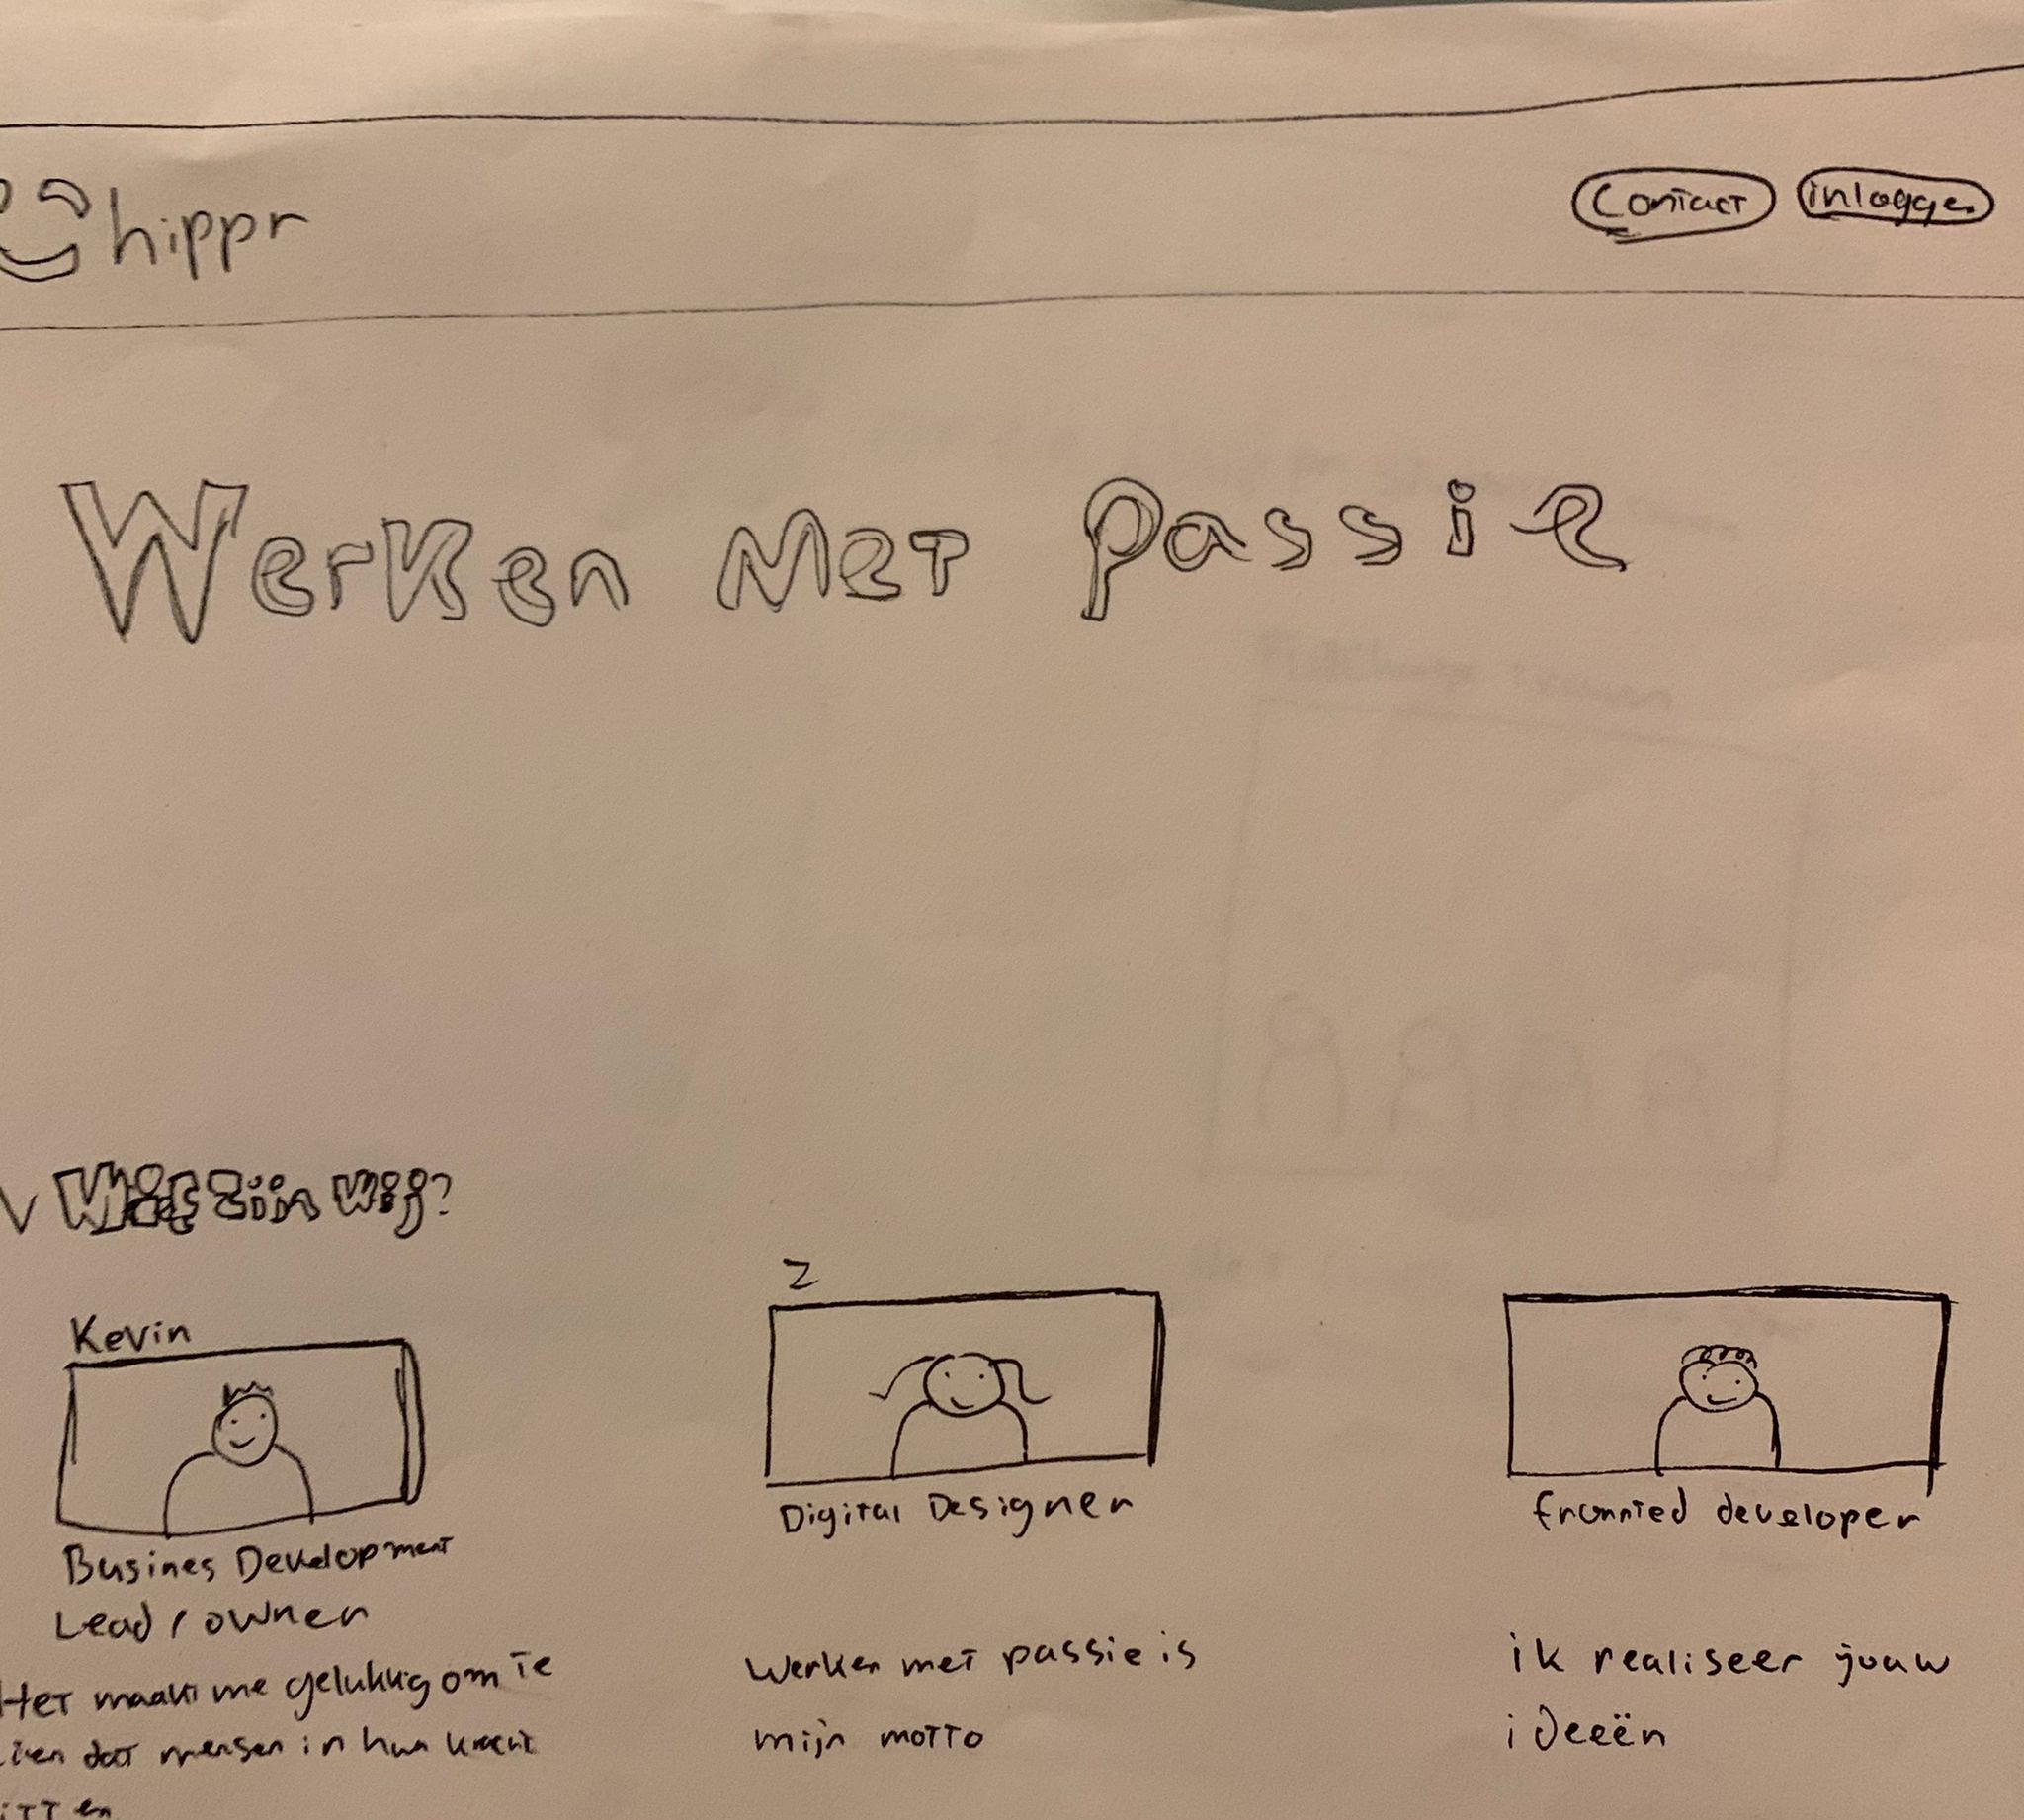 hippr
Contact
inloggen
Werken met passie
Wie zijn wij?
Kevin
Z
Busines Development
Lead / owner
Digital Designer
fronnied developer
Het maakt me gelukkig om te
zien dat mensen in hun kracht
zitten
Werken met passie is
mijn motto
ik realiseer jouw
ideeën